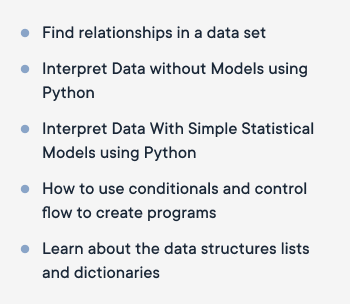 Find relationships in a data set
Interpret Data without Models using
Python
Interpret Data With Simple Statistical
Models using Python
How to use conditionals and control
flow to create programs
Learn about the data structures lists
and dictionaries